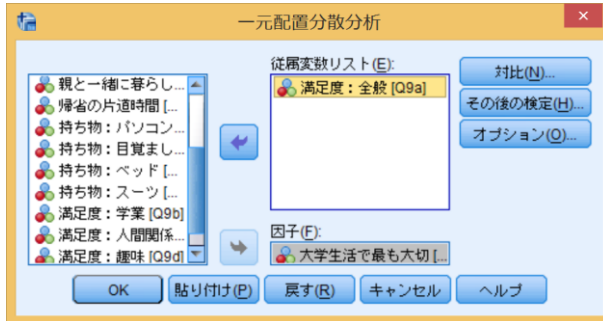 一元配置分散分析
親と一緒に暮らし...
帰省の片道時間 [...
持ち物：パソコン...
持ち物：目覚まし...
持ち物：ベッド [...
持ち物：スーツ [...
満足度：学業 [Q9b]
満足度：人間関係...
満足度：趣味 [Q9d]
従属変数リスト(E):
満足度：全般 [Q9a]
因子(F):
大学生活で最も大切 [...
対比(N)...
その後の検定(H)...
オプション(O)...
OK 貼り付け(P) 戻す(R) キャンセル ヘルプ